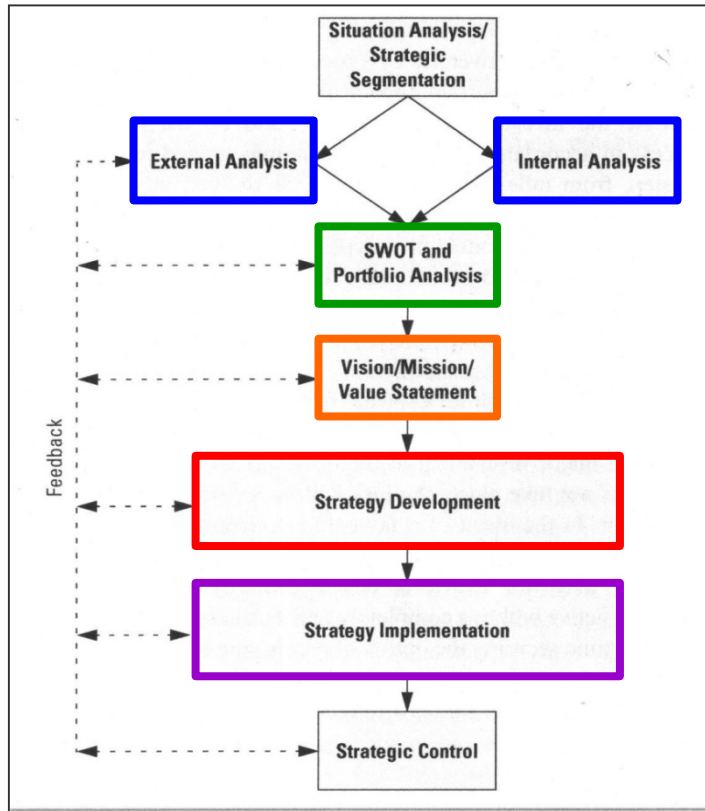 Situation Analysis/
Strategic
Segmentation
External Analysis
Internal Analysis
SWOT and
Portfolio Analysis
Vision/Mission/
Value Statement
Feedback
Strategy Development
Strategy Implementation
Strategic Control